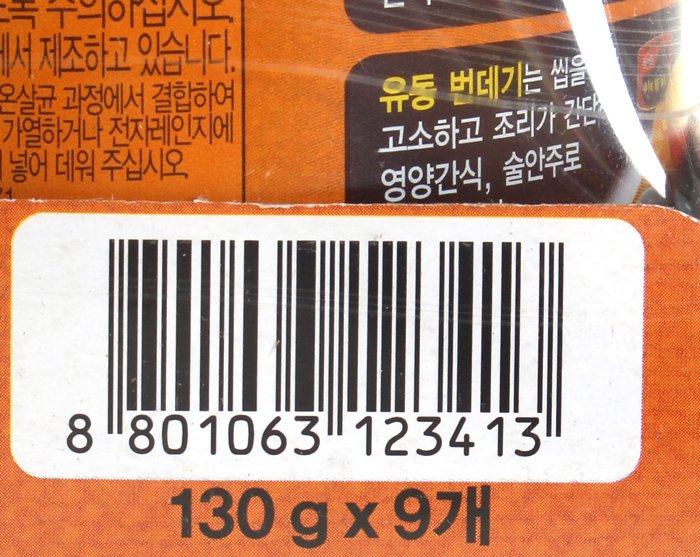 주의하십시오.
에서 제조하고 있습니다.
온살균 과정에서 결합하여
가열하거나 전자레인지에
넣어 데워 주십시오.
유동 번데기는 씹을
고소하고 조리가 간단
영양간식, 술안주로
8 801063 123413
130 g x 9개